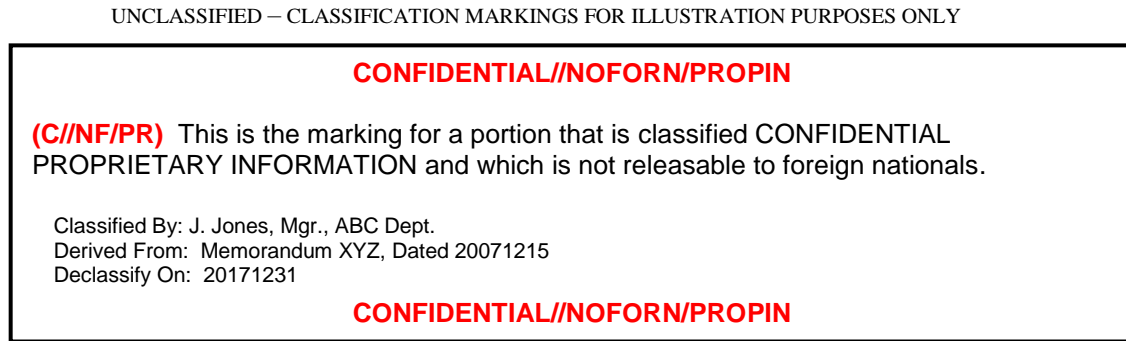 UNCLASSIFIED – CLASSIFICATION MARKINGS FOR ILLUSTRATION PURPOSES ONLY
CONFIDENTIAL//NOFORN/PROPIN
(C//NF/PR) This is the marking for a portion that is classified CONFIDENTIAL
PROPRIETARY INFORMATION and which is not releasable to foreign nationals.
Classified By: J. Jones, Mgr., ABC Dept.
Derived From: Memorandum XYZ, Dated 20071215
Declassify On: 20171231
CONFIDENTIAL//NOFORN/PROPIN